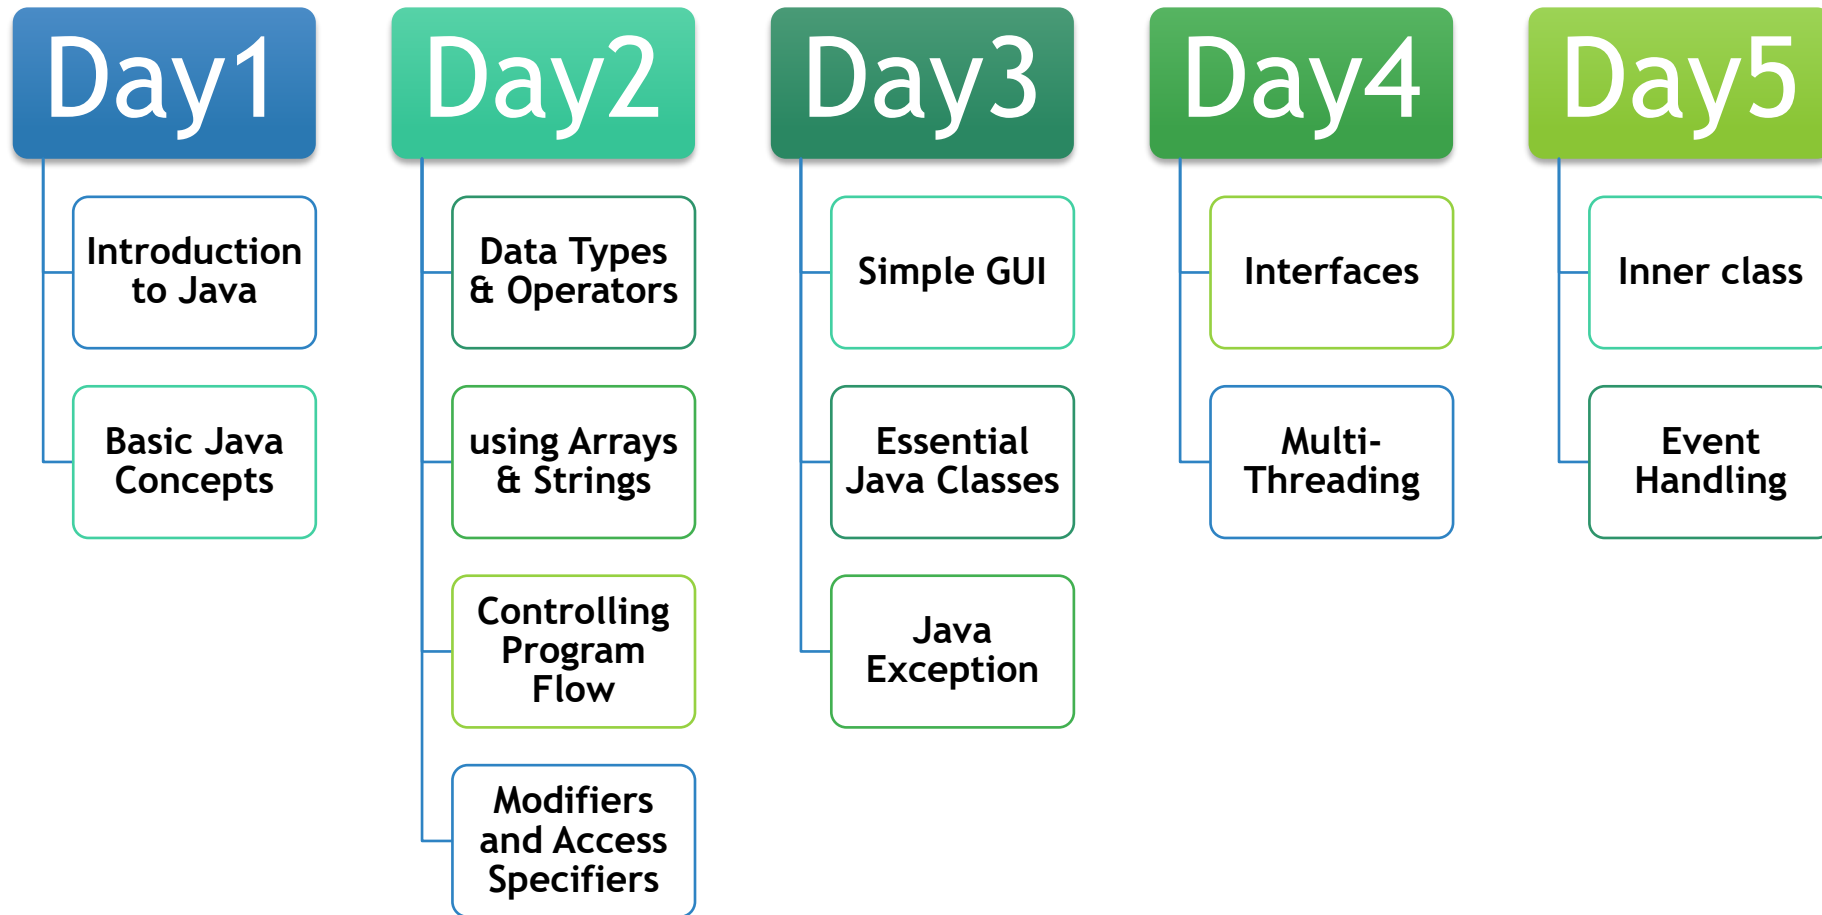 Day1
Introduction
to Java
Basic Java
Concepts
Day2
Data Types
& Operators
using Arrays
& Strings
Controlling
Program
Flow
Modifiers
and Access
Specifiers
Day3
Simple GUI
Essential
Java Classes
Java
Exception
Day4
Interfaces
Multi-
Threading
Day5
Inner class
Event
Handling